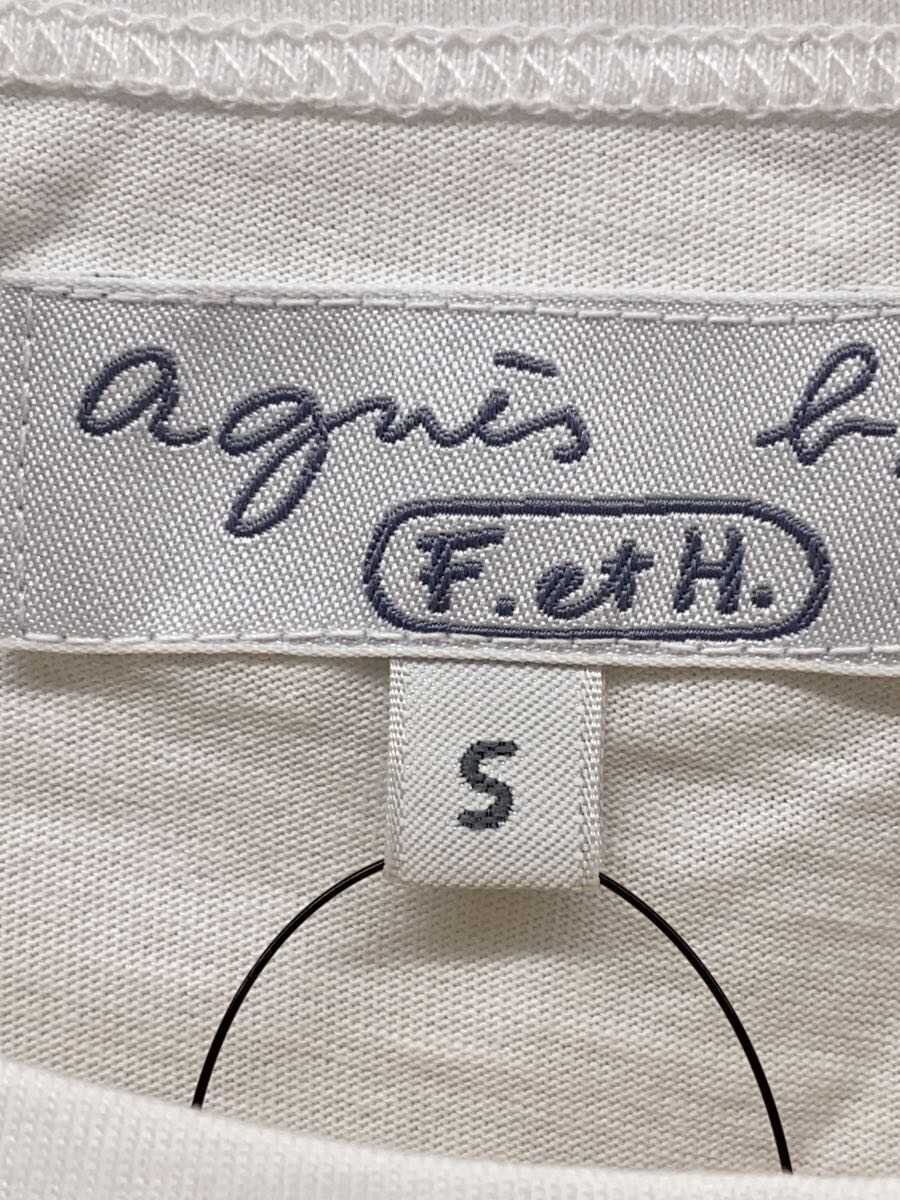 agnès b.
F. et H.
S